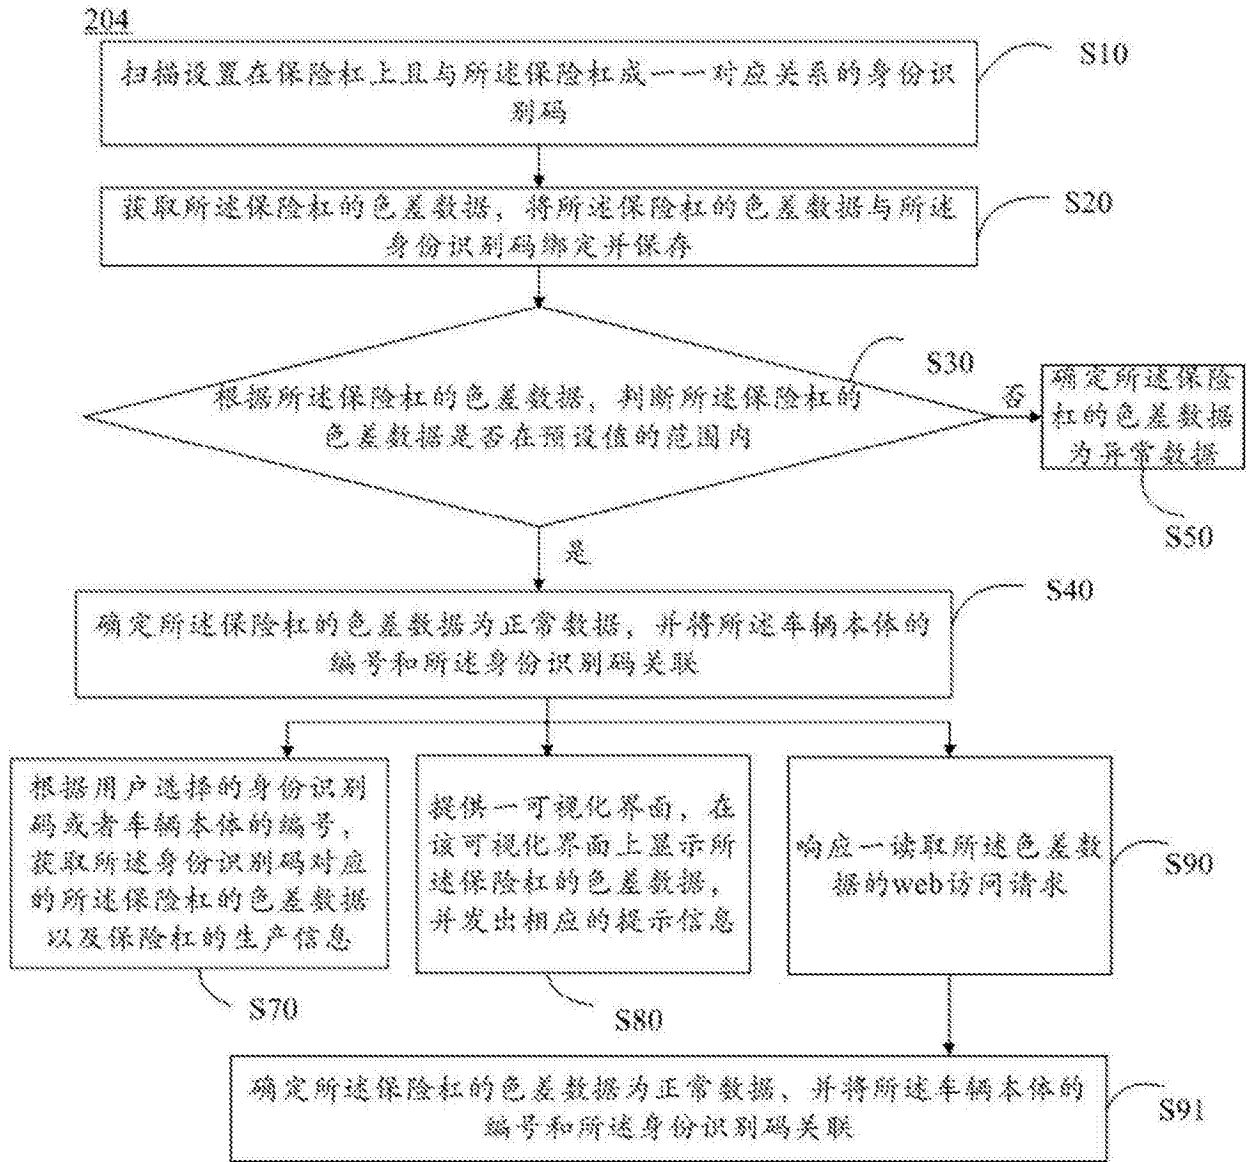 204
扫描设置在保险杠上且与所述保险杠成一一对应关系的身份识
别码
S10
获取所述保险杠的色差数据，将所述保险杠的色差数据与所述
身份识别码绑定并保存
S20
根据所述保险杠的色差数据，判断所述保险杠的
色差数据是否在预设值的范围内
S30
否
确定所述保险
杠的色差数据
为异常数据
S50
是
确定所述保险杠的色差数据为正常数据，并将所述车辆本体的
编号和所述身份识别码关联
S40
根据用户选择的身份识别
码或者车辆本体的编号，
获取所述身份识别码对应
的所述保险杠的色差数据
以及保险杠的生产信息
S70
提供一可视化界面，在
该可视化界面上显示所
述保险杠的色差数据，
并发出相应的提示信息
S80
响应一读取所述色差数
据的web访问请求
S90
确定所述保险杠的色差数据为正常数据，并将所述车辆本体的
编号和所述身份识别码关联
S91